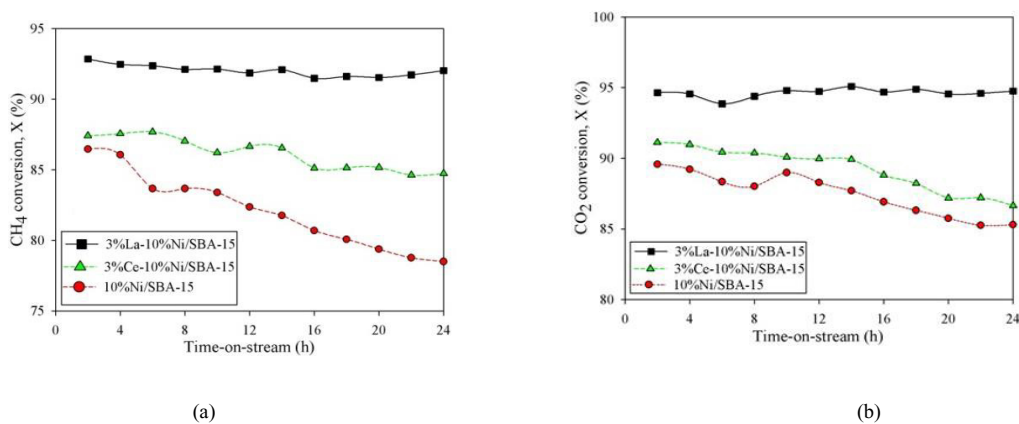 95
90
85
80
75
CH4 conversion, X (%)
3%La-10%Ni/SBA-15
3%Ce-10%Ni/SBA-15
10%Ni/SBA-15
0 4 8 12 16 20 24
Time-on-stream (h)
(a)
100
95
90
85
80
CO2 conversion, X (%)
3%La-10%Ni/SBA-15
3%Ce-10%Ni/SBA-15
10%Ni/SBA-15
0 4 8 12 16 20 24
Time-on-stream (h)
(b)